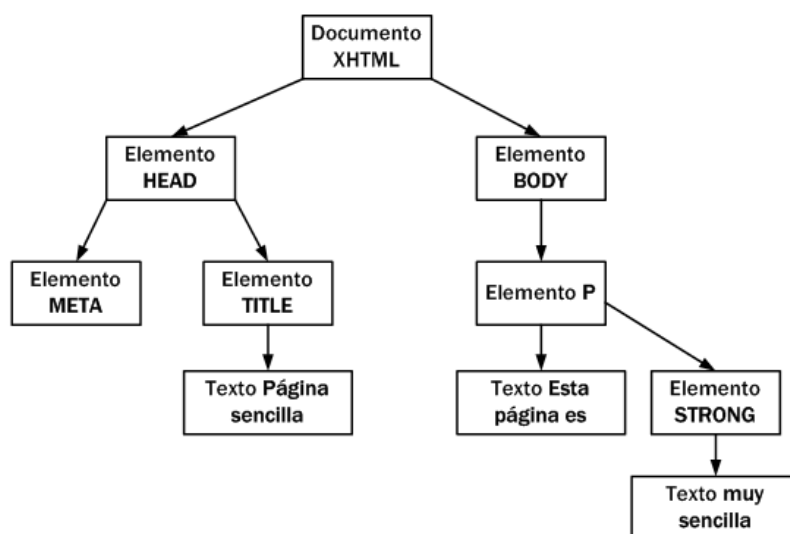 Documento
XHTML
Elemento
HEAD
Elemento
BODY
Elemento
META
Elemento
TITLE
Elemento P
Texto Página
sencilla
Texto Esta
página es
Elemento
STRONG
Texto muy
sencilla